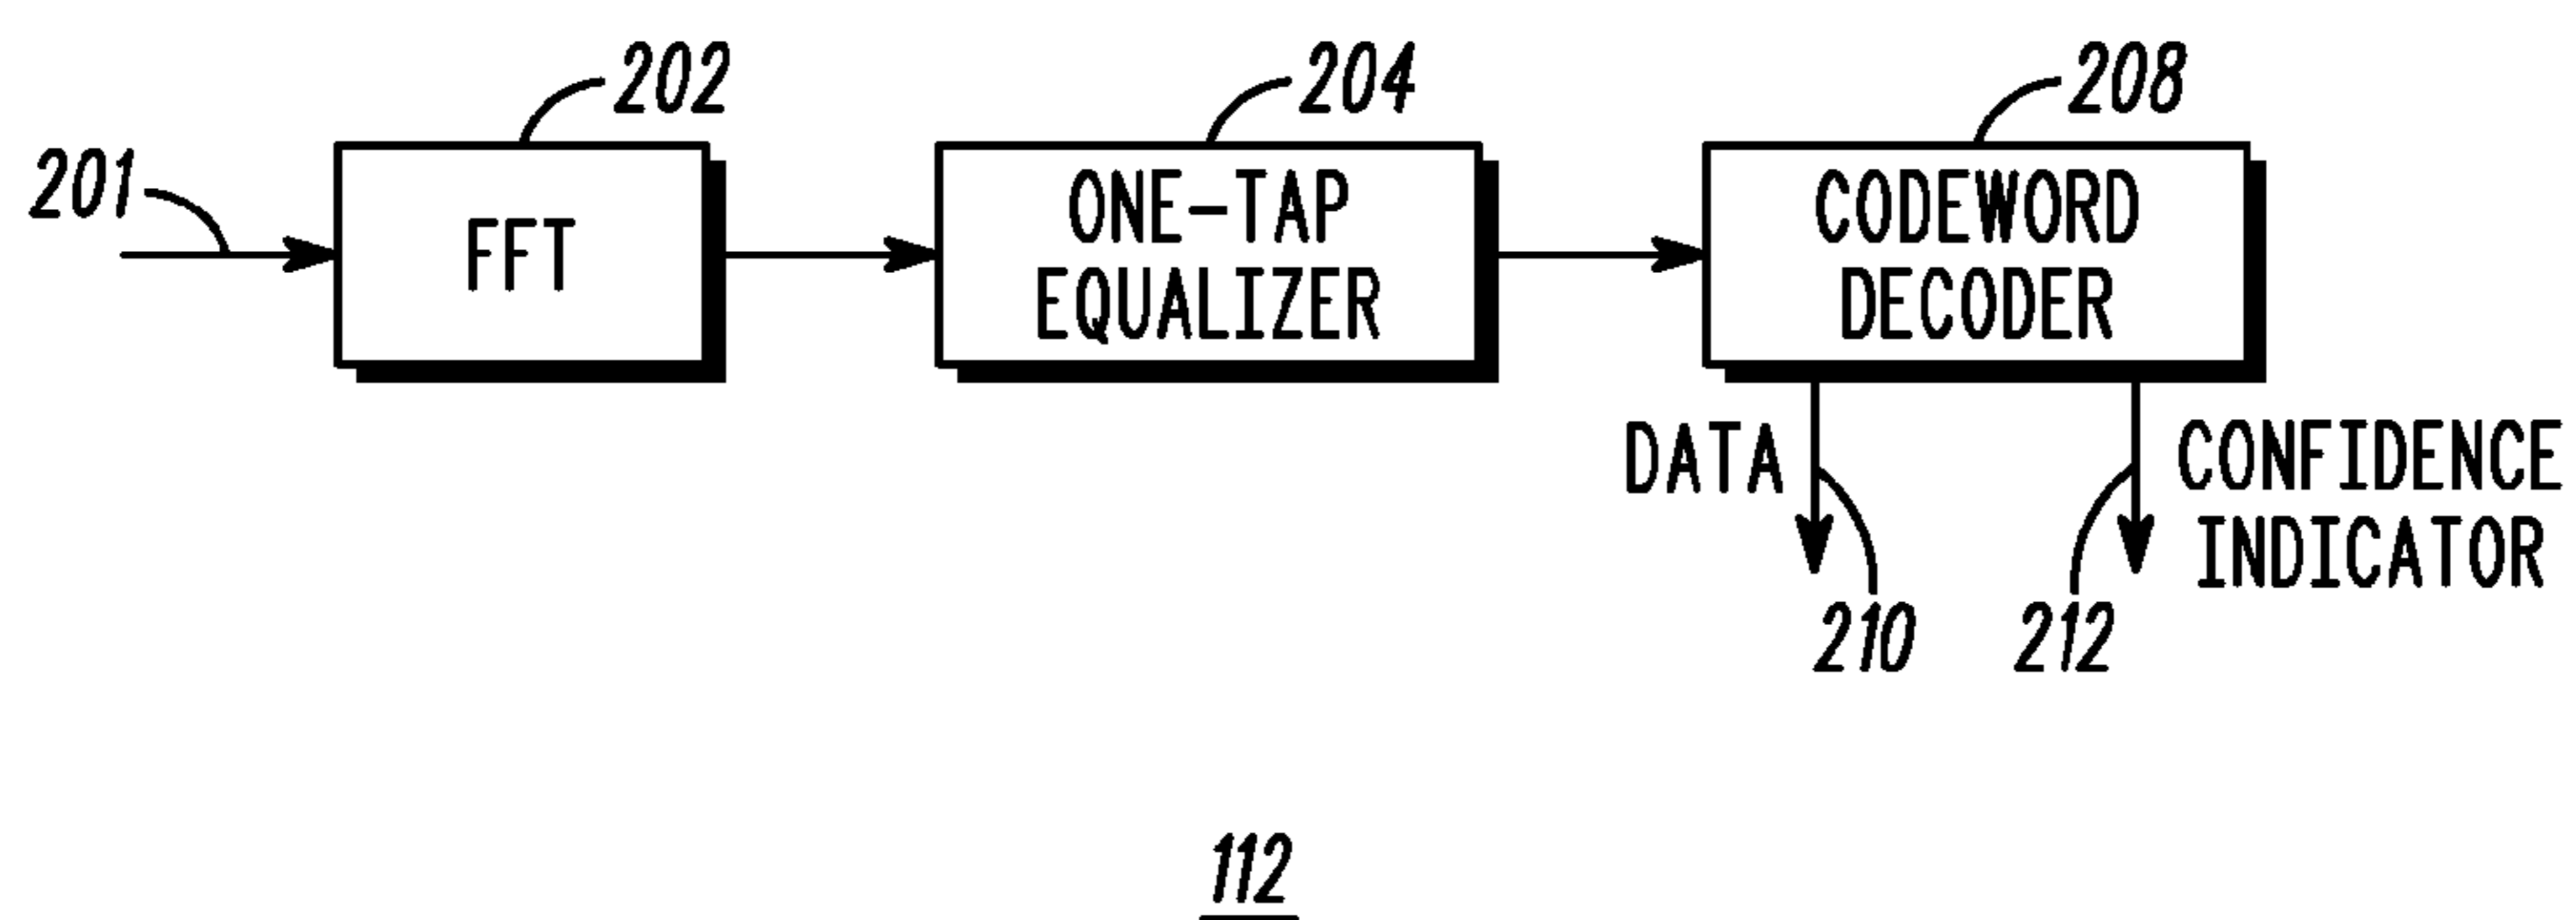 202
204
208
201
FFT
ONE-TAP
EQUALIZER
CODEWORD
DECODER
DATA
CONFIDENCE
INDICATOR
210
212
112